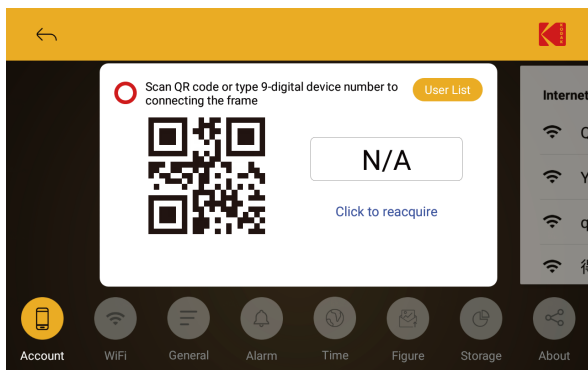 KODAK
Scan QR code or type 9-digital device number to
connecting the frame
User List
N/A
Click to reacquire
Internet
Q
Y
q
Account
WiFi
General
Alarm
Time
Figure
Storage
About